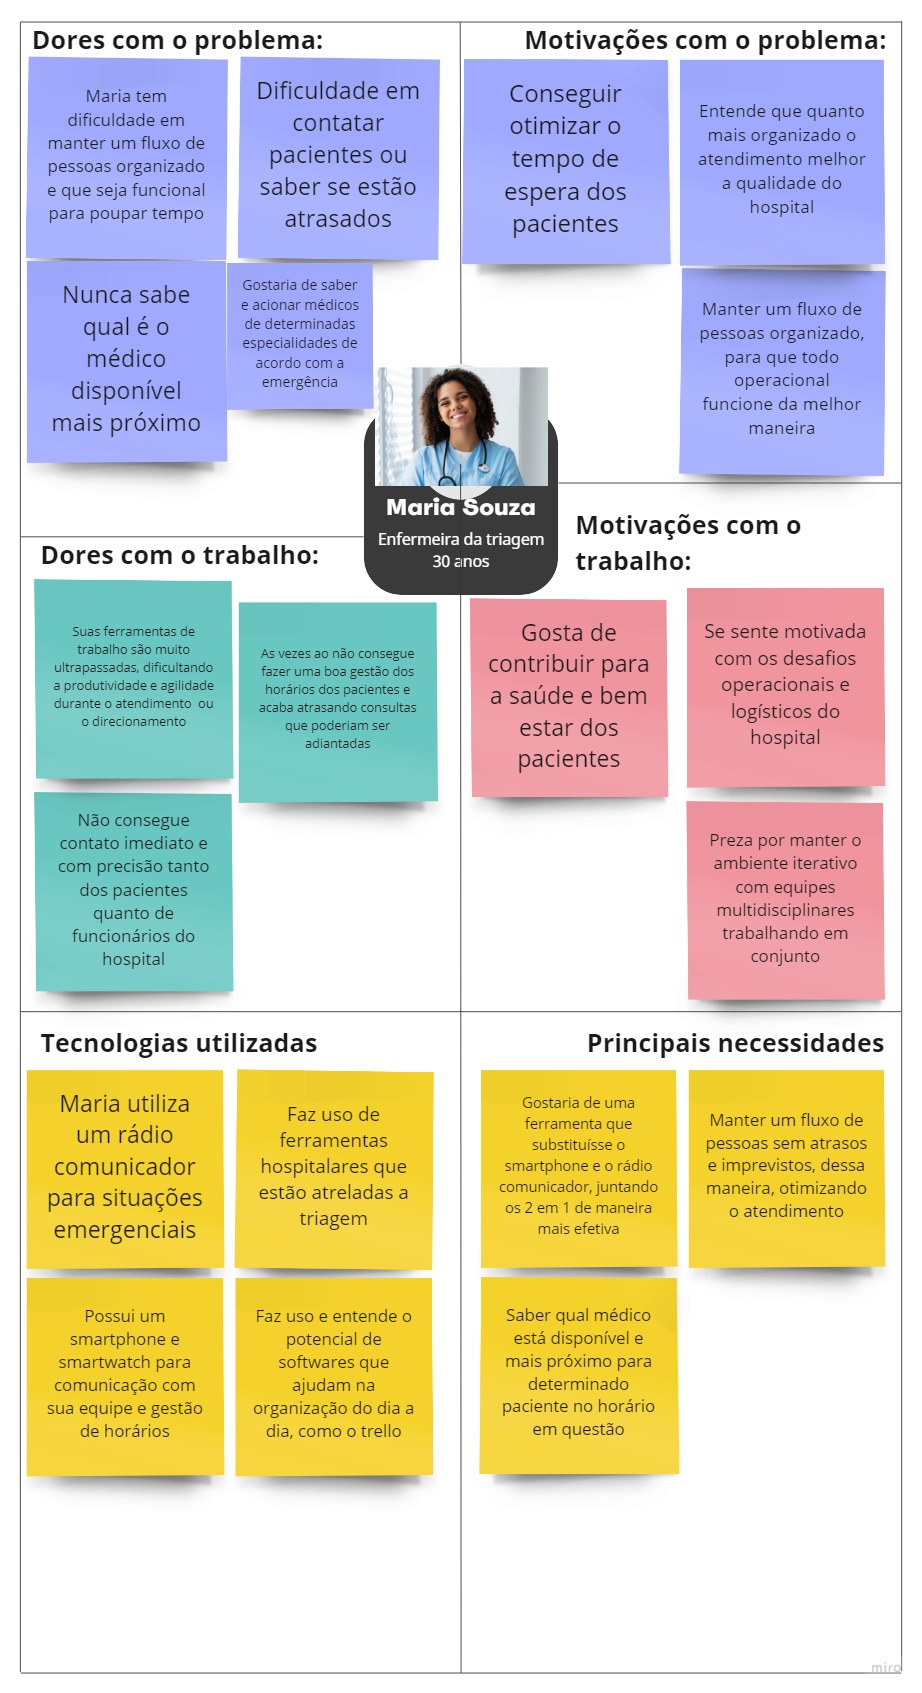 Dores com o problema:
Maria tem
dificuldade em
manter um fluxo de
pessoas organizado
e que seja funcional
para poupar tempo
Dificuldade em
contatar
pacientes ou
saber se estão
atrasados
Nunca sabe
qual é o
médico
disponível
mais próximo
Gostaria de saber
e acionar médicos
de determinadas
especialidades de
acordo com a
emergência
Motivações com o problema:
Conseguir
otimizar o
tempo de
espera dos
pacientes
Entende que quanto
mais organizado o
atendimento melhor
a qualidade do
hospital
Manter um fluxo de
pessoas organizado,
para que todo
operacional
funcione da melhor
maneira
Maria Souza
Enfermeira da triagem
30 anos
Dores com o trabalho:
Suas ferramentas de
trabalho são muito
ultrapassadas, dificultando
a produtividade e agilidade
durante o atendimento ou
o direcionamento
As vezes ao não consegue
fazer uma boa gestão dos
horários dos pacientes e
acaba atrasando consultas
que poderiam ser
adiantadas
Não consegue
contato imediato e
com precisão tanto
dos pacientes
quanto de
funcionários do
hospital
Motivações com o
trabalho:
Gosta de
contribuir para
a saúde e bem
estar dos
pacientes
Se sente motivada
com os desafios
operacionais e
logísticos do
hospital
Preza por manter o
ambiente iterativo
com equipes
multidisciplinares
trabalhando em
conjunto
Tecnologias utilizadas
Maria utiliza
um rádio
comunicador
para situações
emergenciais
Faz uso de
ferramentas
hospitalares que
estão atreladas a
triagem
Possui um
smartphone e
smartwatch para
comunicação com
sua equipe e gestão
de horários
Faz uso e entende o
potencial de
softwares que
ajudam na
organização do dia a
dia, como o trello
Principais necessidades
Gostaria de uma
ferramenta que
substituísse o
smartphone e o rádio
comunicador, juntando
os 2 em 1 de maneira
mais efetiva
Manter um fluxo de
pessoas sem atrasos
e imprevistos, dessa
maneira, otimizando
o atendimento
Saber qual médico
está disponível e
mais próximo para
determinado
paciente no horário
em questão
miro